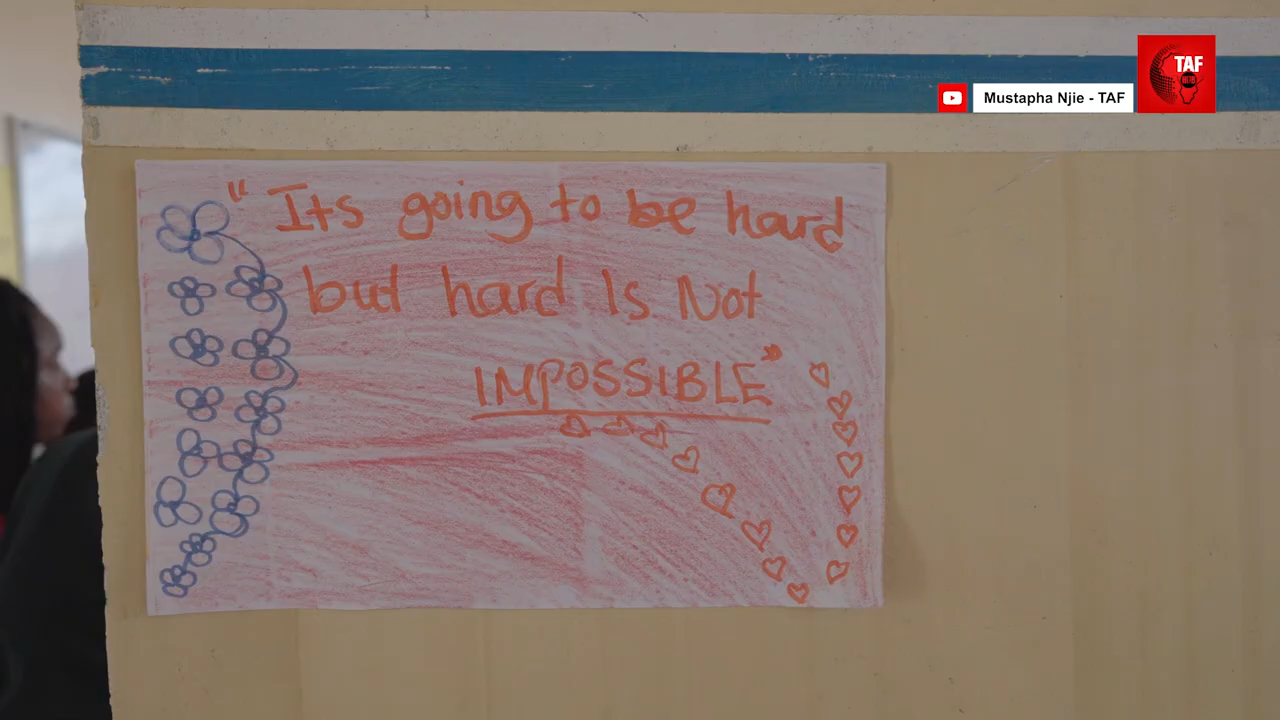 TAF
Mustapha Njie - TAF
" Its going to be hard
but hard Is Not
IMPOSSIBLE"